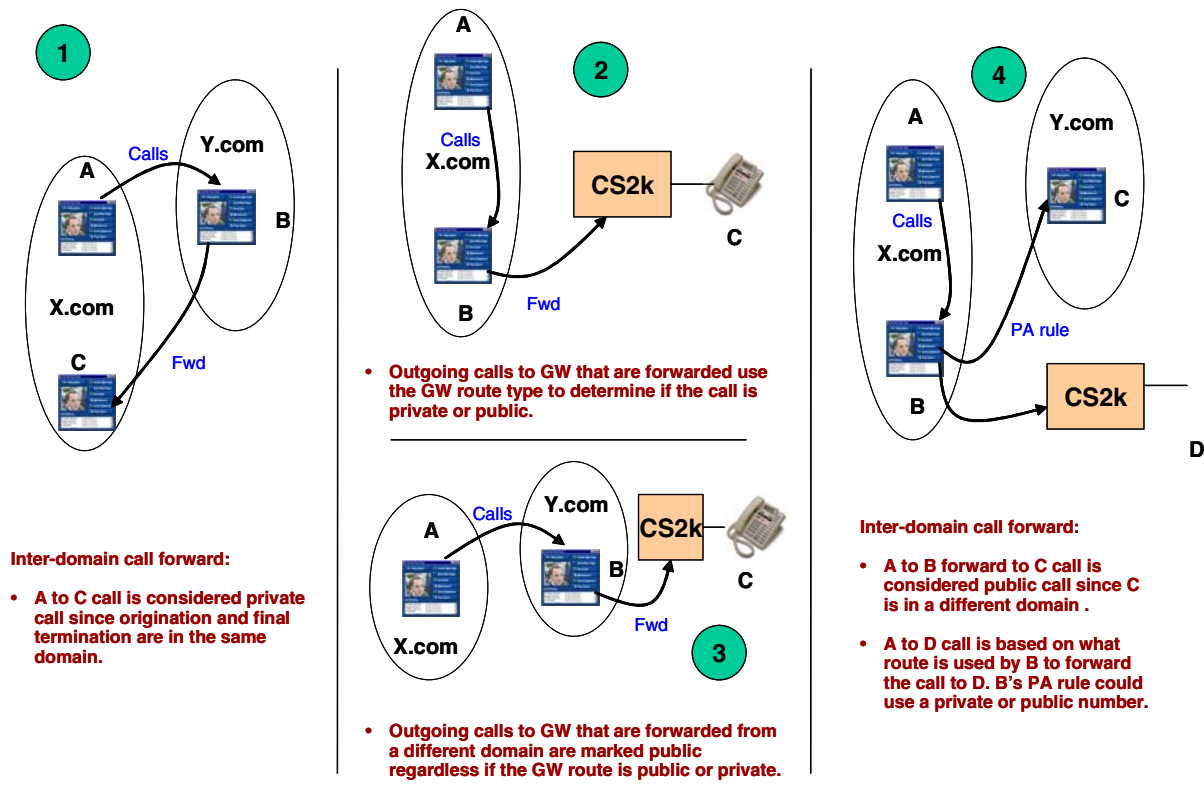 1
A
Calls
Y.com
B
X.com
C
Fwd
Inter-domain call forward:
• A to C call is considered private
call since origination and final
termination are in the same
domain.
A
2
Calls
X.com
CS2k
C
B
Fwd
• Outgoing calls to GW that are forwarded use
the GW route type to determine if the call is
private or public.
A
Calls
Y.com
CS2k
B
C
X.com
Fwd
3
• Outgoing calls to GW that are forwarded from
a different domain are marked public
regardless if the GW route is public or private.
4
A
Y.com
C
Calls
X.com
PA rule
B
CS2k
D
Inter-domain call forward:
• A to B forward to C call is
considered public call since C
is in a different domain .
• A to D call is based on what
route is used by B to forward
the call to D. B’s PA rule could
use a private or public number.